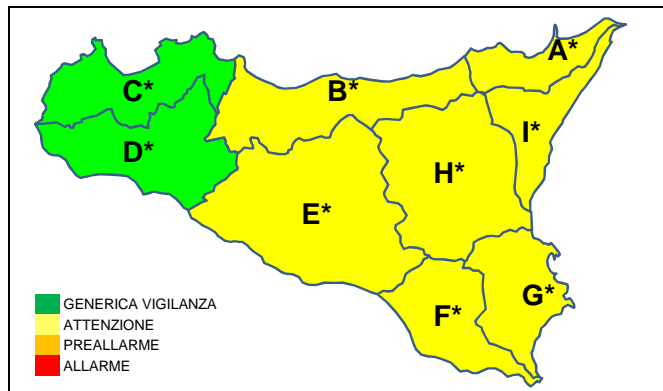 A*
C*
B*
I*
D*
H*
E*
G*
F*
GENERICA VIGILANZA
ATTENZIONE
PREALLARME
ALLARME